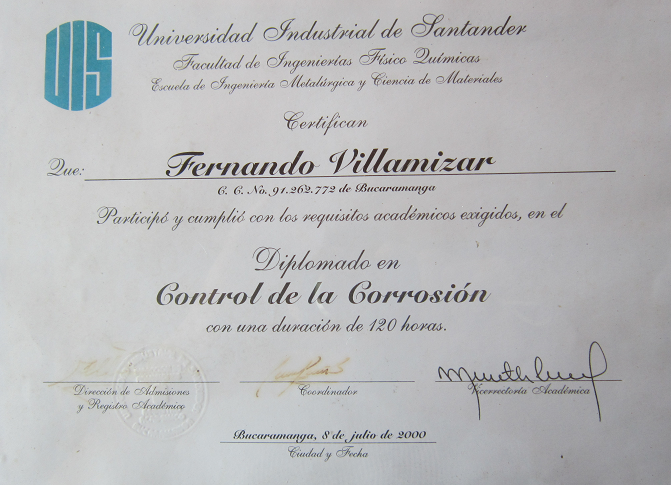 UIS
Universidad Industrial de Santander
Facultad de Ingenierías Físico Químicas
Escuela de Ingeniería Metalúrgica y Ciencia de Materiales
Certifican
Que: Fernando Villamizar
C. C. No. 91.262.772 de Bucaramanga
Participó y cumplió con los requisitos académicos exigidos, en el
Diplomado en
Control de la Corrosión
con una duración de 120 horas.
Dirección de Admisiones
y Registro Académico
Coordinador
Vicerrectoría Académica
Bucaramanga, 8 de julio de 2000
Ciudad y Fecha